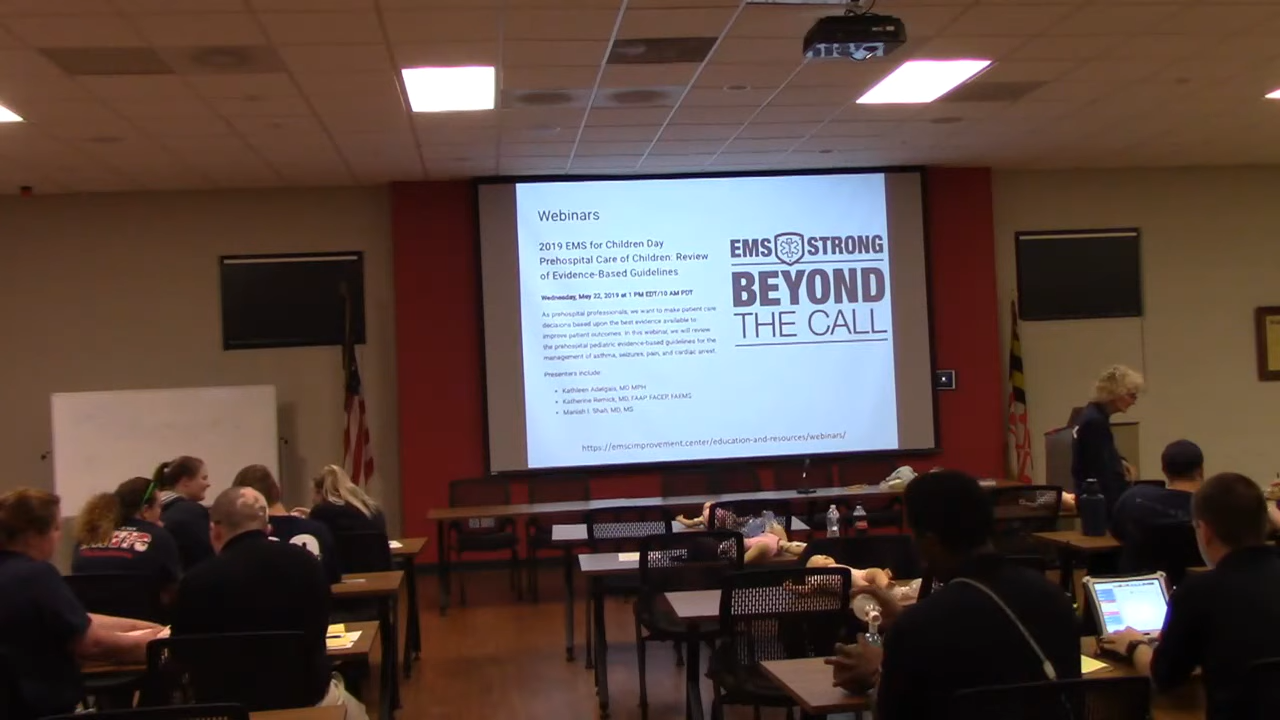 Webinars
2019 EMS for Children Day
Prehospital Care of Children: Review
of Evidence-Based Guidelines
Wednesday, May 22, 2019 at 1 PM EDT/10 AM PDT
As prehospital professionals, we want to make patient care
decisions based upon the best evidence available to
improve patient outcomes. In this webinar, we will review
the prehospital pediatric evidence-based guidelines for the
management of asthma, seizures, pain, and cardiac arrest.
Presenters include:
• Kathleen Adelgais, MD MPH
• Katherine Remick, MD, FAAP FACEP, FAEMS
• Manish I. Shah, MD, MS
https://emscimprovement.center/education-and-resources/webinars/
EMS STRONG
BEYOND
THE CALL